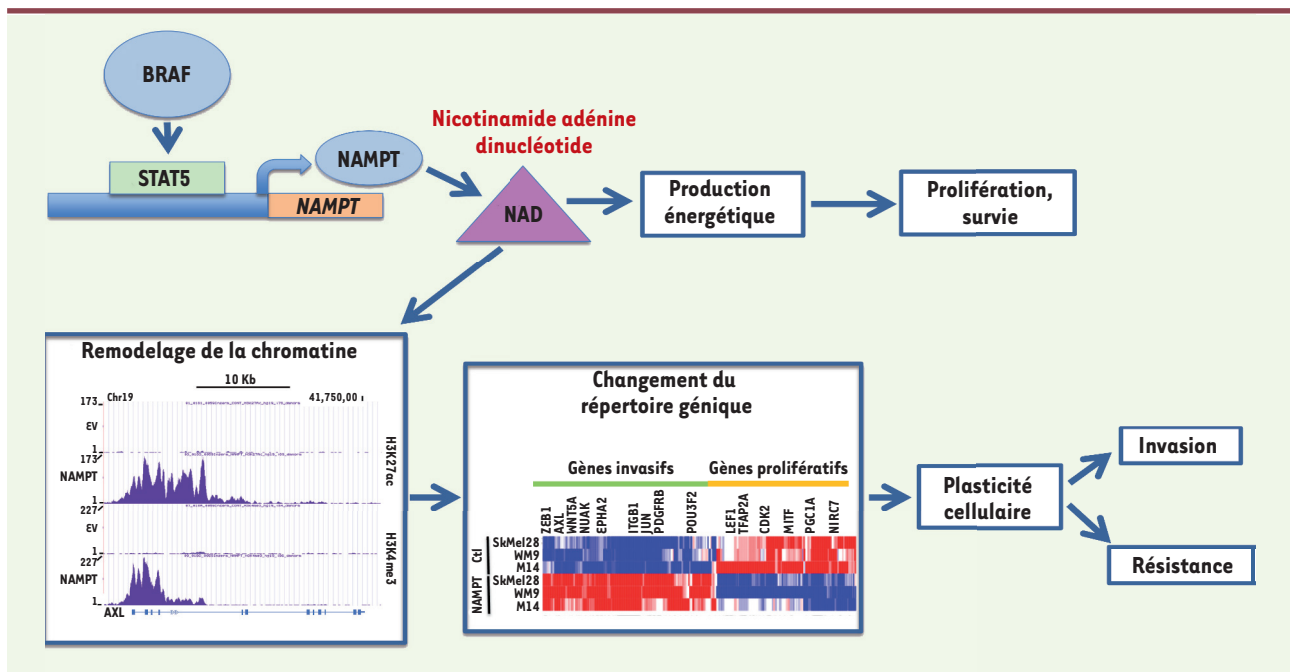 BRAF
STAT5
NAMPT
NAMPT
Nicotinamide adénine
dinucléotide
NAD
Production
énergétique
Prolifération,
survie
Remodelage de la chromatine
10 Kb
173
Chr19
41,750,00
EV
1
173
NAMPT
1
H3K27ac
227
EV
1
227
NAMPT
1
H3K4me3
AXL
Changement du
répertoire génique
Gènes invasifs
Gènes prolifératifs
ZEB1
AXL
WNT5A
NUAK
EPHA2
ITGB1
JUN
PDGFRB
POU3F2
LEF1
TFAP2A
CDK2
MITF
PGC1A
NIRC7
Ctl
SkMel28
WM9
M14
NAMPT
SkMel28
WM9
M14
Plasticité
cellulaire
Invasion
Résistance